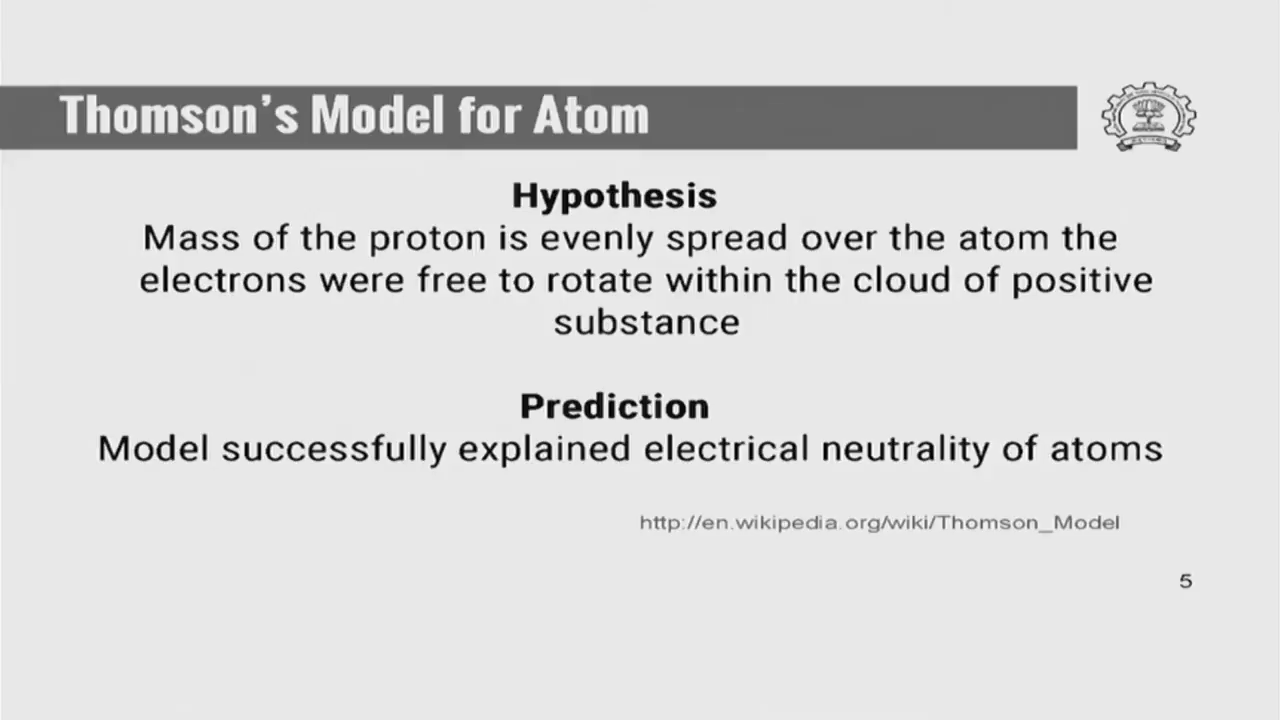 Thomson's Model for Atom
Hypothesis
Mass of the proton is evenly spread over the atom the
electrons were free to rotate within the cloud of positive
substance
Prediction
Model successfully explained electrical neutrality of atoms
http://en.wikipedia.org/wiki/Thomson_Model
5